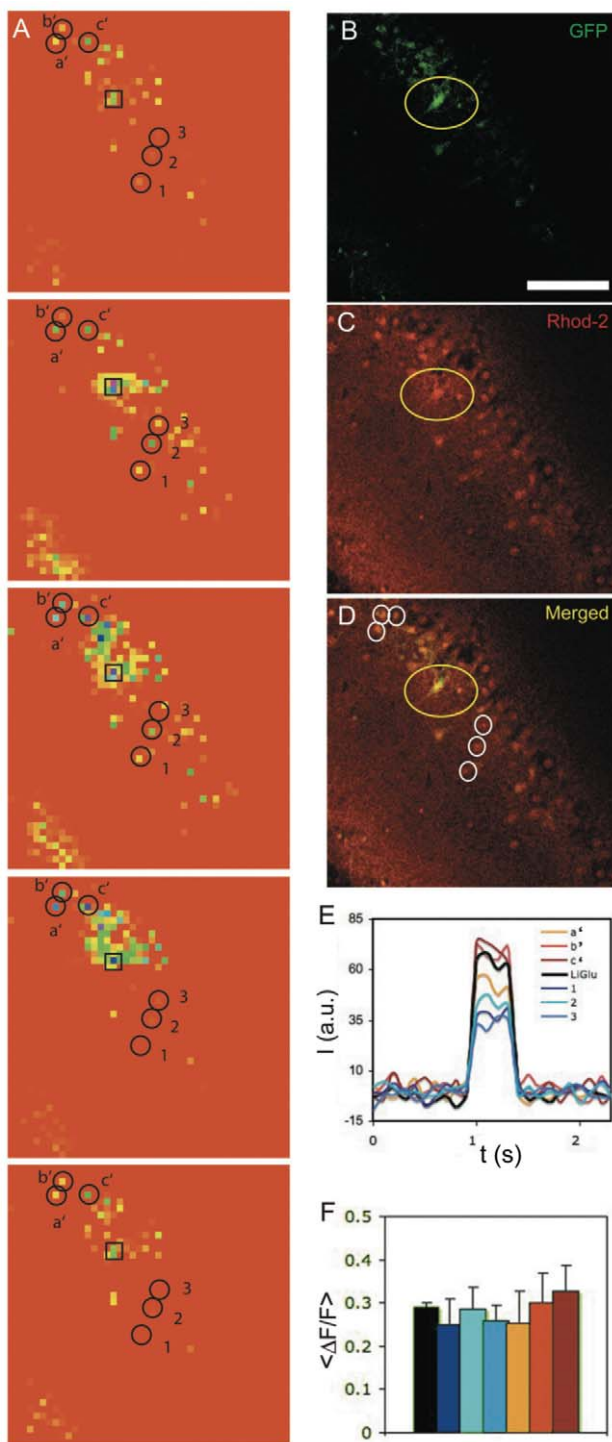 A
b'
c'
a'
3
2
1
b'
c'
a'
3
2
1
b'
c'
a'
3
2
1
b'
c'
a'
3
2
1
b'
c'
a'
3
2
1
B GFP
C Rhod-2
D Merged
E
85
60
35
10
-15
I (a.u.)
0 1 2
t (s)
a‘
b’
c‘
LiGlu
1
2
3
F
0.5
0.4
0.3
0.2
0.1
0
<ΔF/F>